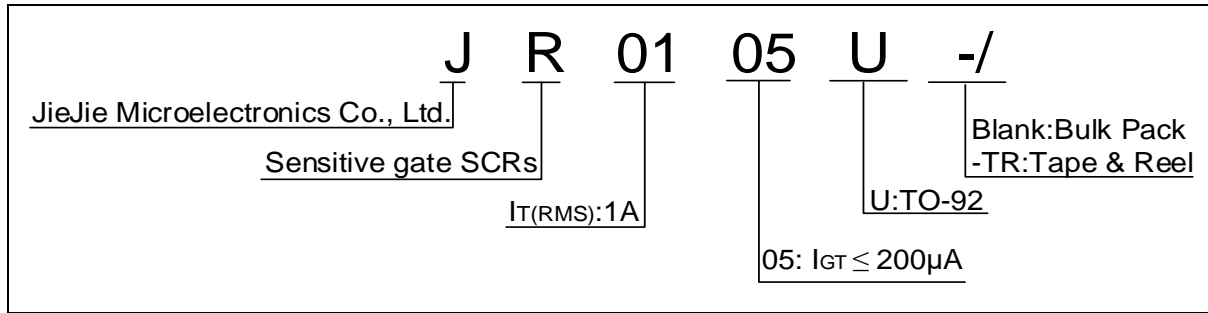 J R 01 05 U -/
JieJie Microelectronics Co., Ltd.
Sensitive gate SCRs
IT(RMS):1A
05: IGT ≤ 200µA
U:TO-92
Blank:Bulk Pack
-TR:Tape & Reel